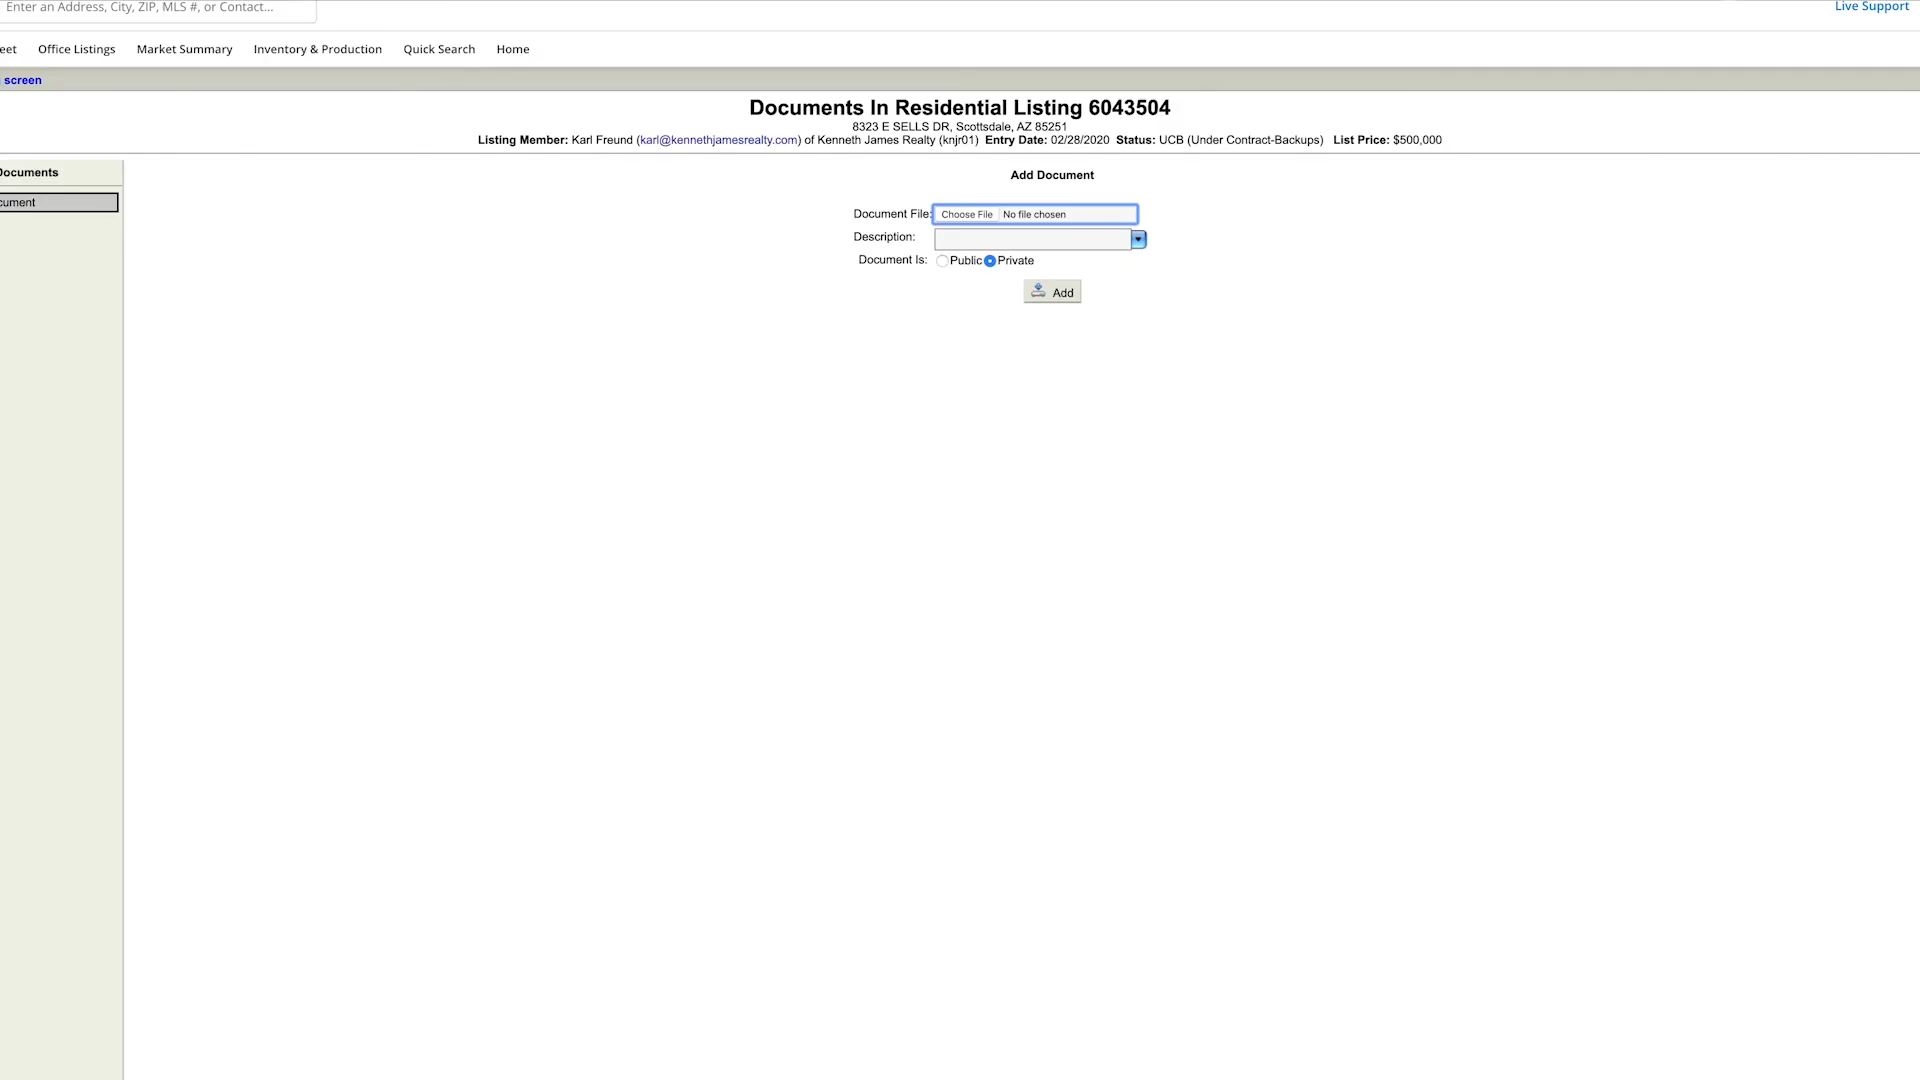 Enter an Address, City, ZIP, MLS #, or Contact...
Live Support
eet Office Listings Market Summary Inventory & Production Quick Search Home
screen
Documents In Residential Listing 6043504
8323 E SELLS DR, Scottsdale, AZ 85251
Listing Member: Karl Freund (karl@kennethjamesrealty.com) of Kenneth James Realty (knjr01) Entry Date: 02/28/2020 Status: UCB (Under Contract-Backups) List Price: $500,000
Documents
cument
Add Document
Document File: Choose File No file chosen
Description:
Document Is: Public Private
Add